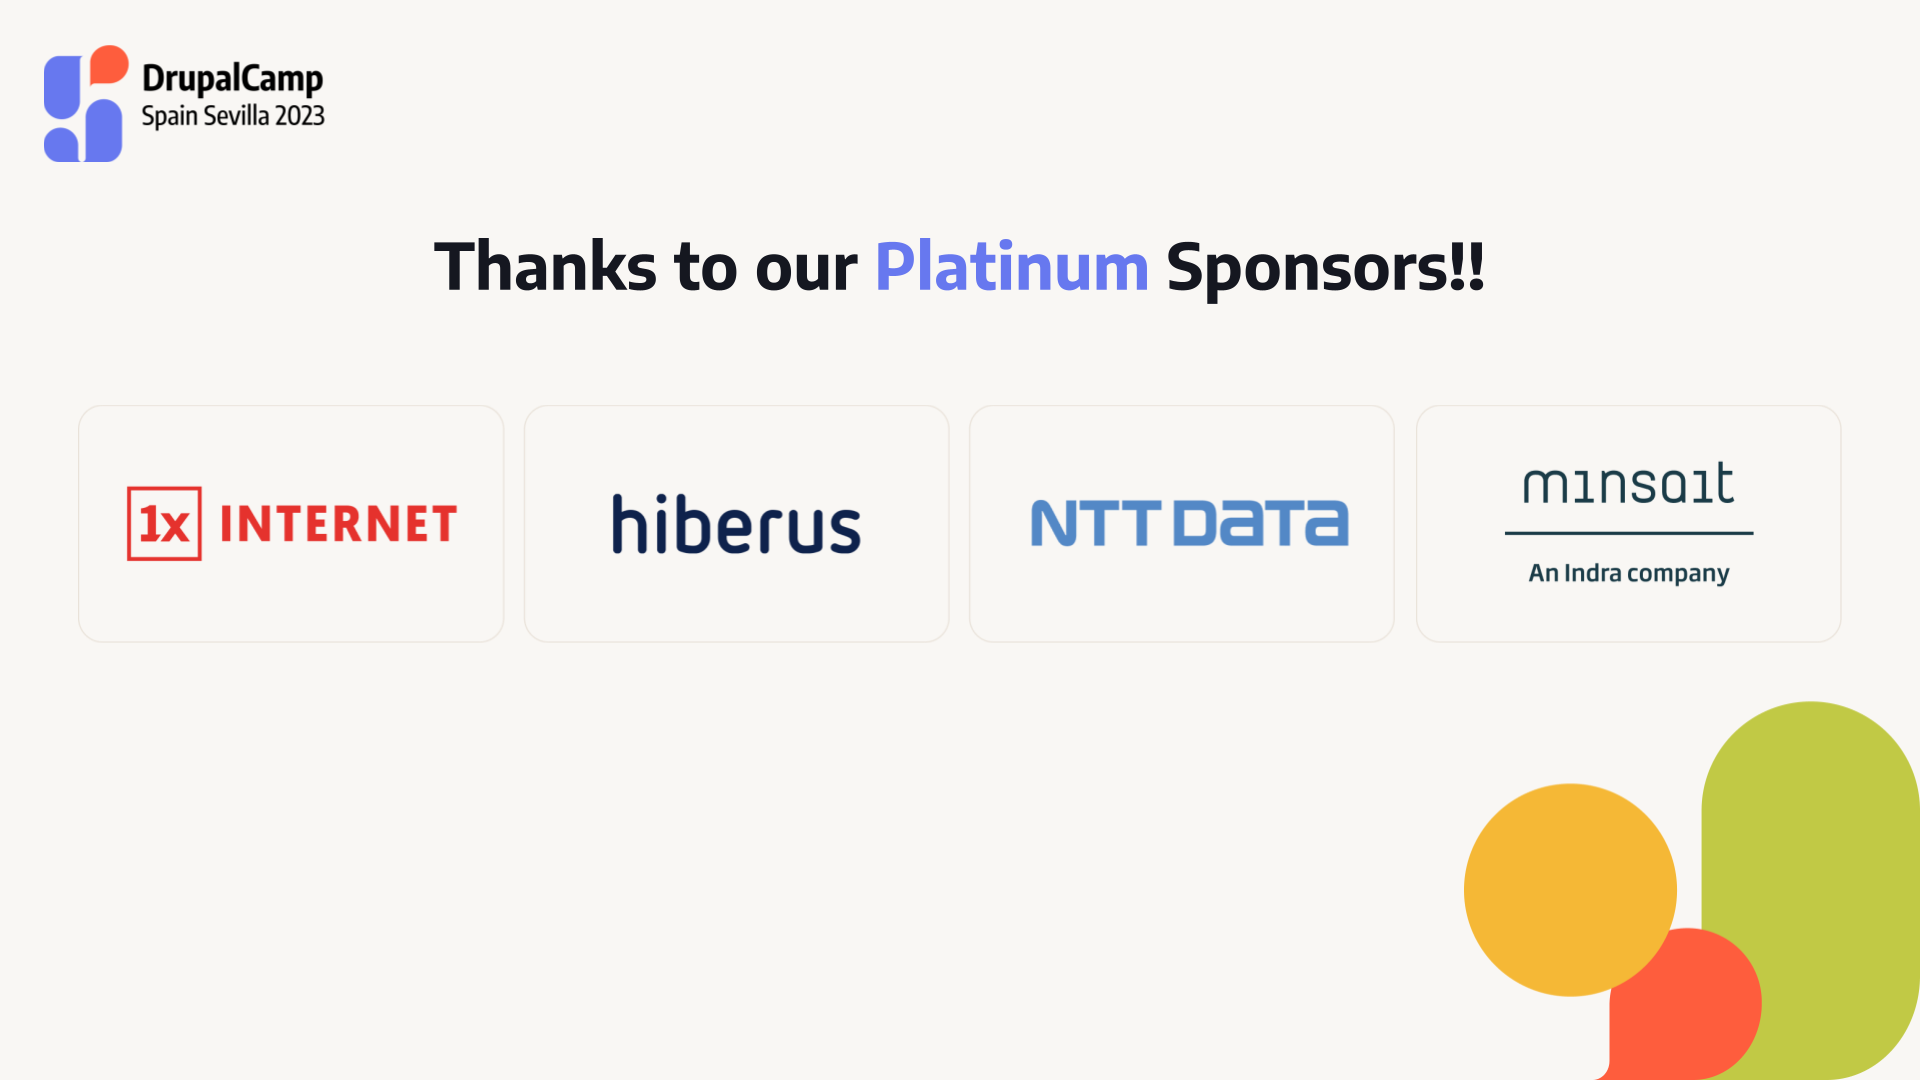 DrupalCamp
Spain Sevilla 2023
Thanks to our Platinum Sponsors!!
1x INTERNET
hiberus
NTT DATA
minsait
An Indra company